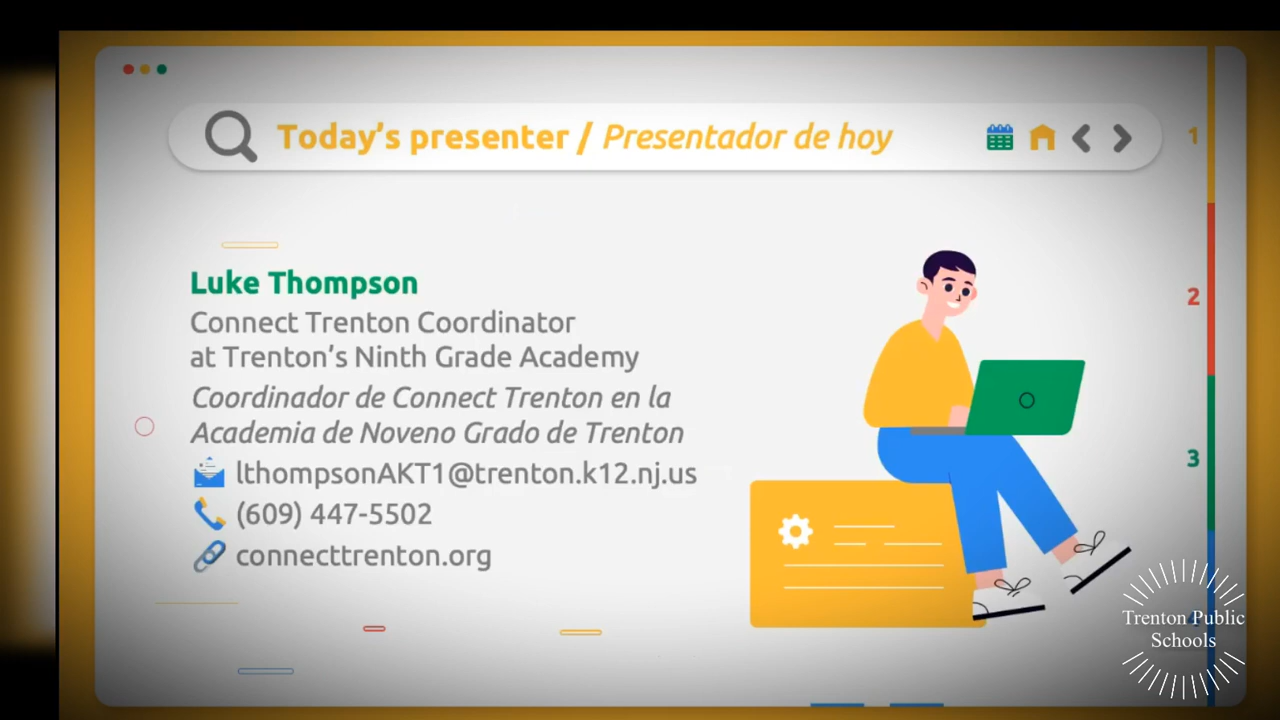 Today's presenter / Presentador de hoy
1
Luke Thompson
Connect Trenton Coordinator
at Trenton's Ninth Grade Academy
Coordinador de Connect Trenton en la
Academia de Noveno Grado de Trenton
lthompsonAKT1@trenton.k12.nj.us
(609) 447-5502
connecttrenton.org
2
3
Trenton Public
Schools